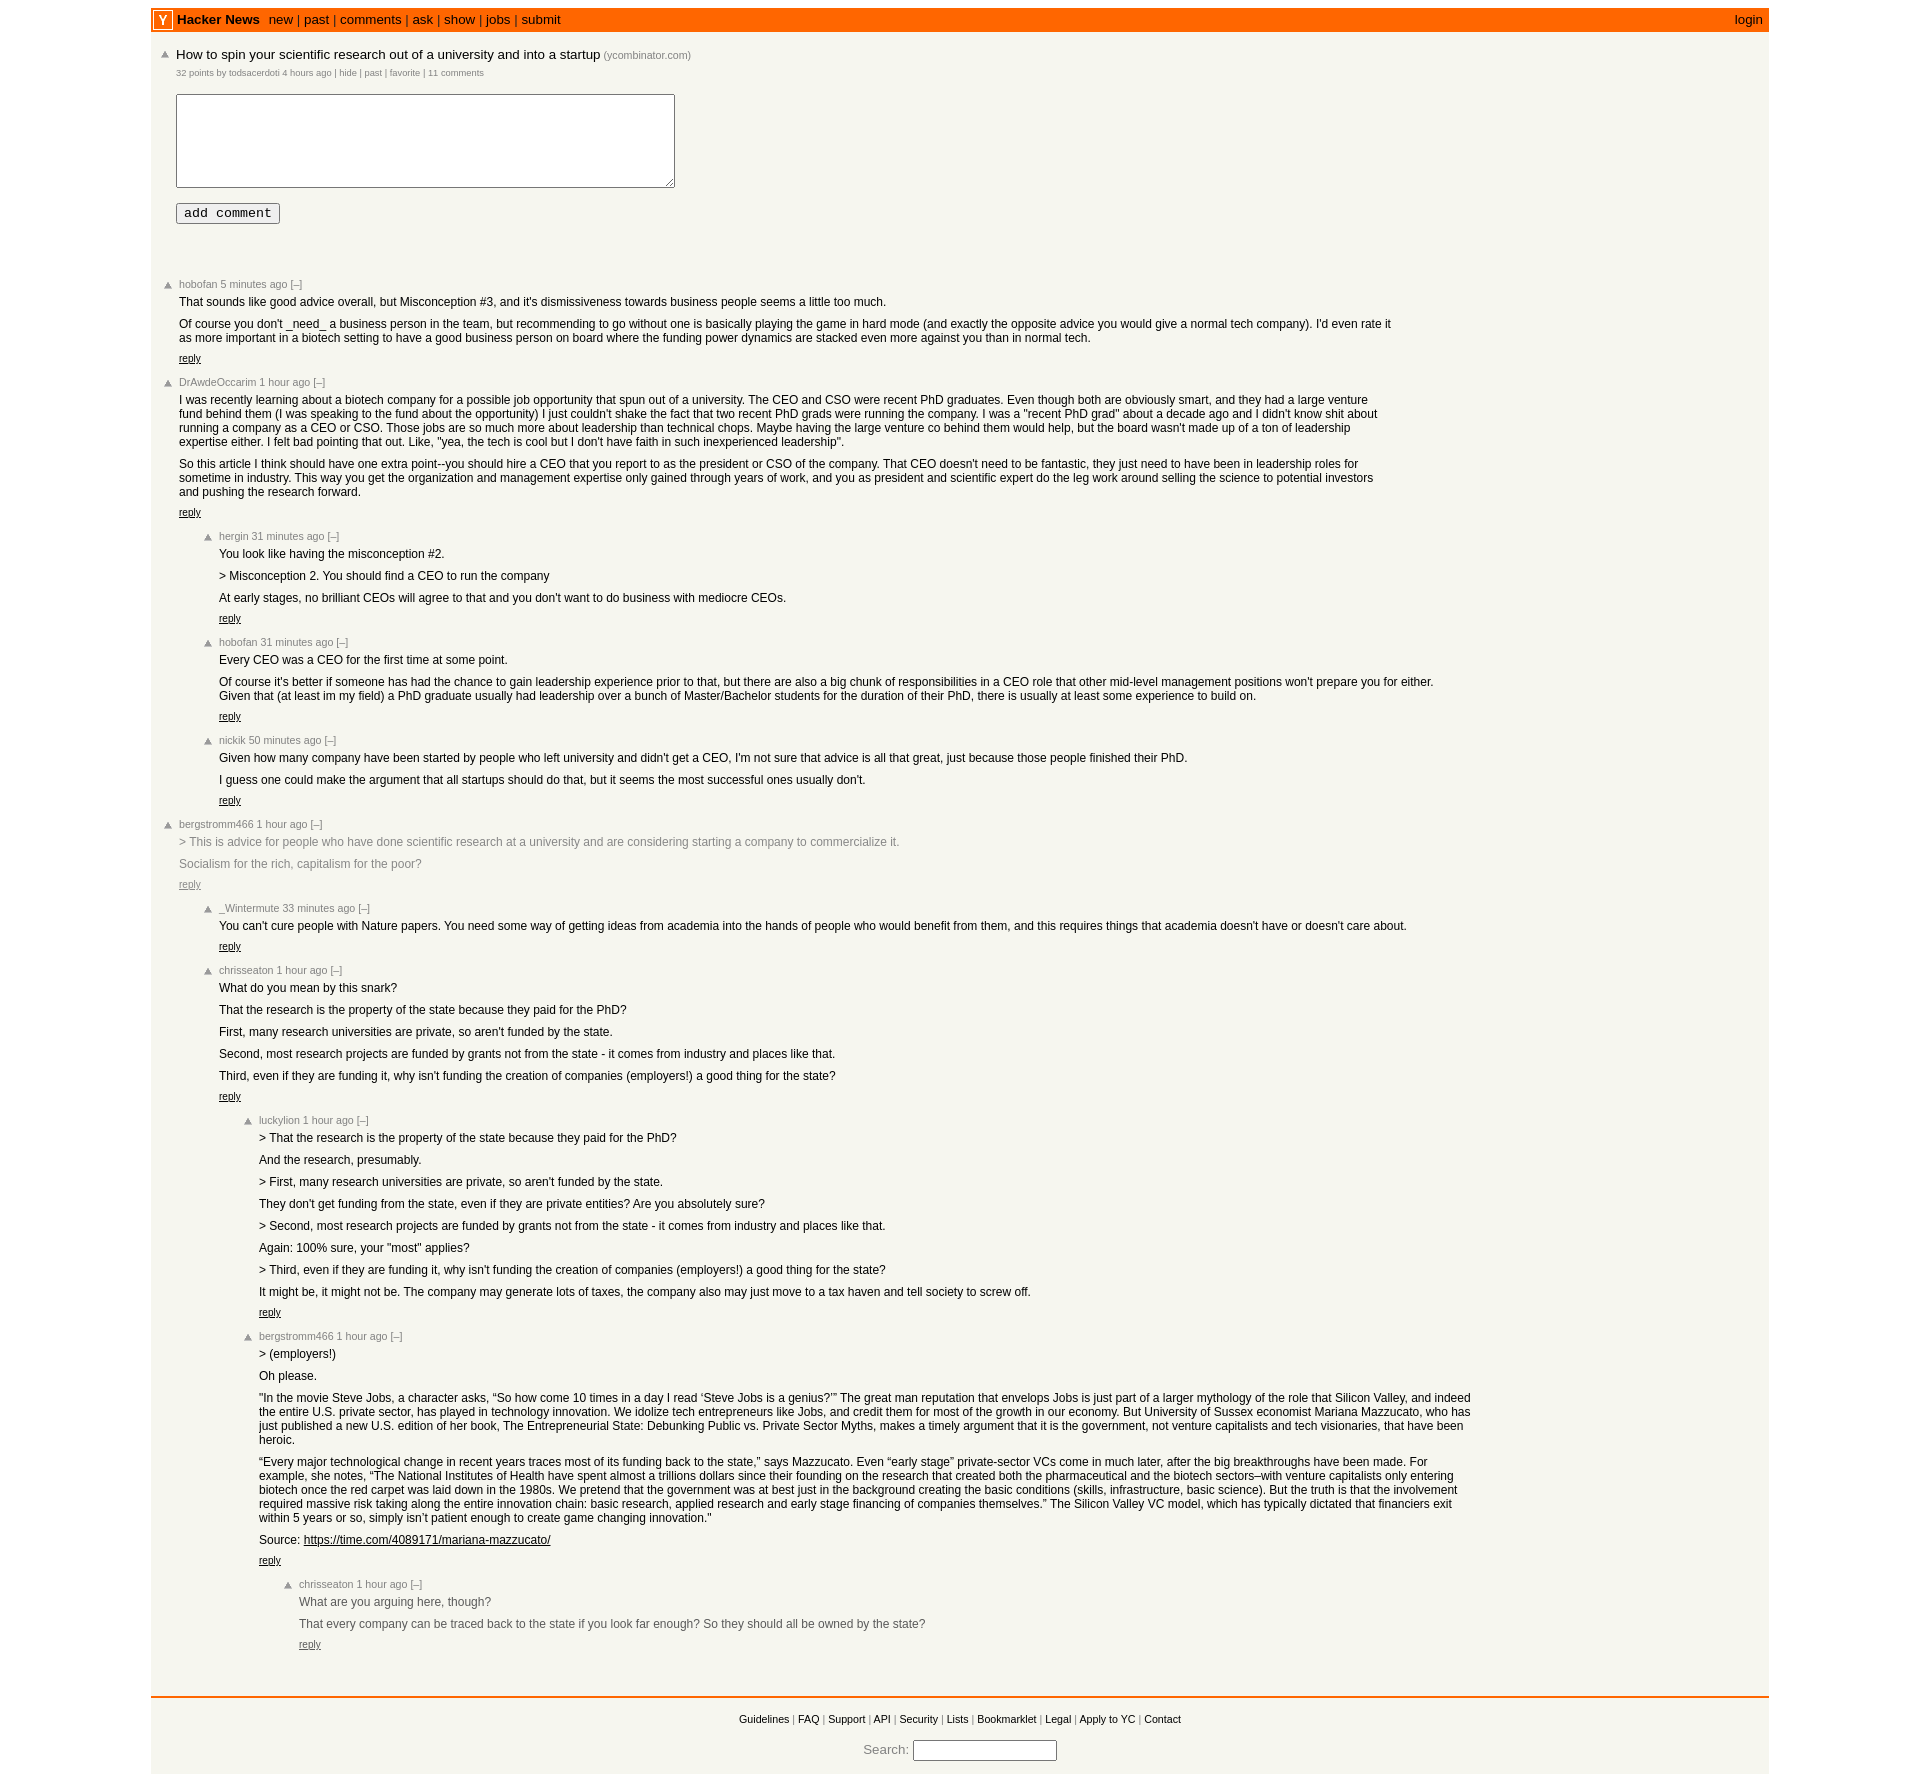 Y Hacker News new | past | comments | ask | show | jobs | submit login
How to spin your scientific research out of a university and into a startup (ycombinator.com)
32 points by todsacerdoti 4 hours ago | hide | past | favorite | 11 comments
add comment
hobofan 5 minutes ago [–]
That sounds like good advice overall, but Misconception #3, and it's dismissiveness towards business people seems a little too much.
Of course you don't _need_ a business person in the team, but recommending to go without one is basically playing the game in hard mode (and exactly the opposite advice you would give a normal tech company). I'd even rate it
as more important in a biotech setting to have a good business person on board where the funding power dynamics are stacked even more against you than in normal tech.
reply
DrAwdeOccarim 1 hour ago [–]
I was recently learning about a biotech company for a possible job opportunity that spun out of a university. The CEO and CSO were recent PhD graduates. Even though both are obviously smart, and they had a large venture
fund behind them (I was speaking to the fund about the opportunity) I just couldn't shake the fact that two recent PhD grads were running the company. I was a "recent PhD grad" about a decade ago and I didn't know shit about
running a company as a CEO or CSO. Those jobs are so much more about leadership than technical chops. Maybe having the large venture co behind them would help, but the board wasn't made up of a ton of leadership
expertise either. I felt bad pointing that out. Like, "yea, the tech is cool but I don't have faith in such inexperienced leadership".
So this article I think should have one extra point--you should hire a CEO that you report to as the president or CSO of the company. That CEO doesn't need to be fantastic, they just need to have been in leadership roles for
sometime in industry. This way you get the organization and management expertise only gained through years of work, and you as president and scientific expert do the leg work around selling the science to potential investors
and pushing the research forward.
reply
hergin 31 minutes ago [–]
You look like having the misconception #2.
> Misconception 2. You should find a CEO to run the company
At early stages, no brilliant CEOs will agree to that and you don't want to do business with mediocre CEOs.
reply
hobofan 31 minutes ago [–]
Every CEO was a CEO for the first time at some point.
Of course it's better if someone has had the chance to gain leadership experience prior to that, but there are also a big chunk of responsibilities in a CEO role that other mid-level management positions won't prepare you for either.
Given that (at least im my field) a PhD graduate usually had leadership over a bunch of Master/Bachelor students for the duration of their PhD, there is usually at least some experience to build on.
reply
nickik 50 minutes ago [–]
Given how many company have been started by people who left university and didn't get a CEO, I'm not sure that advice is all that great, just because those people finished their PhD.
I guess one could make the argument that all startups should do that, but it seems the most successful ones usually don't.
reply
bergstromm466 1 hour ago [–]
> This is advice for people who have done scientific research at a university and are considering starting a company to commercialize it.
Socialism for the rich, capitalism for the poor?
reply
_Wintermute 33 minutes ago [–]
You can't cure people with Nature papers. You need some way of getting ideas from academia into the hands of people who would benefit from them, and this requires things that academia doesn't have or doesn't care about.
reply
chrisseaton 1 hour ago [–]
What do you mean by this snark?
That the research is the property of the state because they paid for the PhD?
First, many research universities are private, so aren't funded by the state.
Second, most research projects are funded by grants not from the state - it comes from industry and places like that.
Third, even if they are funding it, why isn't funding the creation of companies (employers!) a good thing for the state?
reply
luckylion 1 hour ago [–]
> That the research is the property of the state because they paid for the PhD?
And the research, presumably.
> First, many research universities are private, so aren't funded by the state.
They don't get funding from the state, even if they are private entities? Are you absolutely sure?
> Second, most research projects are funded by grants not from the state - it comes from industry and places like that.
Again: 100% sure, your "most" applies?
> Third, even if they are funding it, why isn't funding the creation of companies (employers!) a good thing for the state?
It might be, it might not be. The company may generate lots of taxes, the company also may just move to a tax haven and tell society to screw off.
reply
bergstromm466 1 hour ago [–]
> (employers!)
Oh please.
"In the movie Steve Jobs, a character asks, “So how come 10 times in a day I read ‘Steve Jobs is a genius?’” The great man reputation that envelops Jobs is just part of a larger mythology of the role that Silicon Valley, and indeed
the entire U.S. private sector, has played in technology innovation. We idolize tech entrepreneurs like Jobs, and credit them for most of the growth in our economy. But University of Sussex economist Mariana Mazzucato, who has
just published a new U.S. edition of her book, The Entrepreneurial State: Debunking Public vs. Private Sector Myths, makes a timely argument that it is the government, not venture capitalists and tech visionaries, that have been
heroic.
“Every major technological change in recent years traces most of its funding back to the state,” says Mazzucato. Even “early stage” private-sector VCs come in much later, after the big breakthroughs have been made. For
example, she notes, “The National Institutes of Health have spent almost a trillions dollars since their founding on the research that created both the pharmaceutical and the biotech sectors–with venture capitalists only entering
biotech once the red carpet was laid down in the 1980s. We pretend that the government was at best just in the background creating the basic conditions (skills, infrastructure, basic science). But the truth is that the involvement
required massive risk taking along the entire innovation chain: basic research, applied research and early stage financing of companies themselves.” The Silicon Valley VC model, which has typically dictated that financiers exit
within 5 years or so, simply isn’t patient enough to create game changing innovation."
Source: https://time.com/4089171/mariana-mazzucato/
reply
chrisseaton 1 hour ago [–]
What are you arguing here, though?
That every company can be traced back to the state if you look far enough? So they should all be owned by the state?
reply
Guidelines | FAQ | Support | API | Security | Lists | Bookmarklet | Legal | Apply to YC | Contact
Search: